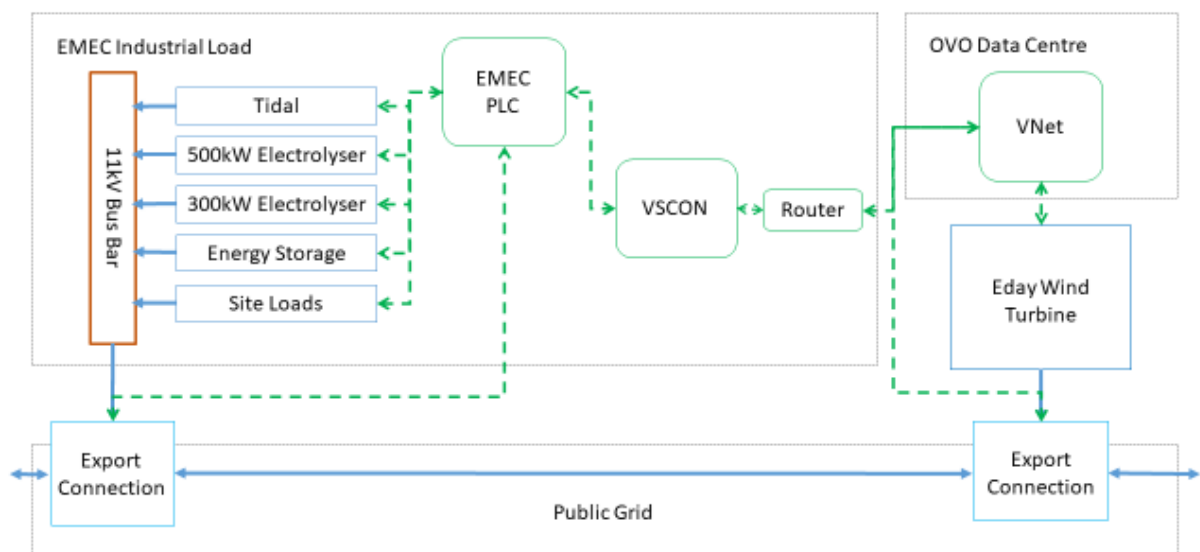 EMEC Industrial Load
11kV Bus Bar
Tidal
500kW Electrolyser
300kW Electrolyser
Energy Storage
Site Loads
EMEC
PLC
VSCON
Router
OVO Data Centre
VNet
Eday Wind
Turbine
Export
Connection
Export
Connection
Public Grid